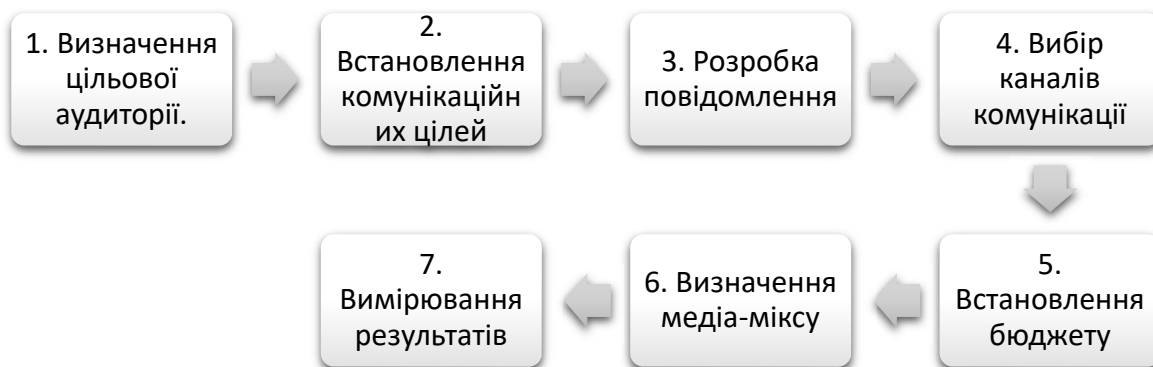 1. Визначення
цільової
аудиторії.
2.
Встановлення
комунікаційн
их цілей
3. Розробка
повідомлення
4. Вибір
каналів
комунікації
5.
Встановлення
бюджету
6. Визначення
медіа-міксу
7.
Вимірювання
результатів